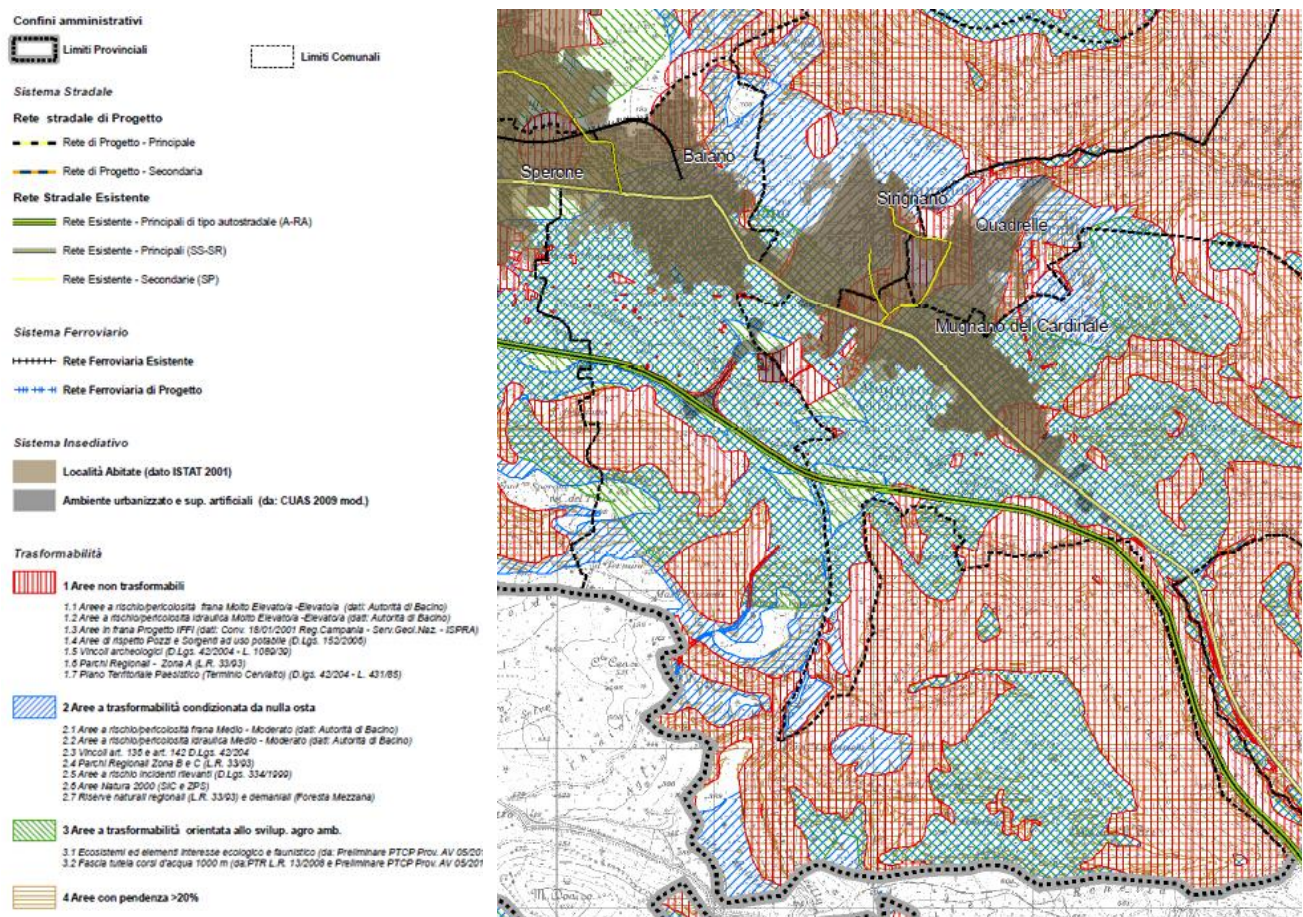 Confini amministrativi
Limiti Provinciali
Limiti Comunali
Sistema Stradale
Rete stradale di Progetto
Rete di Progetto - Principale
Rete di Progetto - Secondaria
Rete Stradale Esistente
Rete Esistente - Principali di tipo autostradale (A-RA)
Rete Esistente - Principali (SS-SR)
Rete Esistente - Secondarie (SP)
Sistema Ferroviario
Rete Ferroviaria Esistente
Rete Ferroviaria di Progetto
Sistema Insediativo
Località Abitate (dato ISTAT 2001)
Ambiente urbanizzato e sup. artificiali (da: CUAS 2009 mod.)
Trasformabilità
1 Aree non trasformabili
1.1 Areee a rischio/pericolosità frana Molto Elevato/a -Elevato/a (dati: Autorità di Bacino)
1.2 Aree a rischio/pericolosità idraulica Molto Elevato/a -Elevato/a (dati: Autorità di Bacino)
1.3 Aree in frana Progetto IFFI (dati: Conv. 18/01/2001 Reg.Campania - Serv.Geol.Naz. - ISPRA)
1.4 Aree di rispetto Pozzi e Sorgenti ad uso potabile (D.Lgs. 152/2006)
1.5 Vincoli archeologici (D.Lgs. 42/2004 - L. 1089/39)
1.6 Parchi Regionali - Zona A (L.R. 33/93)
1.7 Piano Territoriale Paesistico (Terminio Cervialto) (D.lgs. 42/204 - L. 431/85)
2 Aree a trasformabilità condizionata da nulla osta
2.1 Aree a rischio/pericolosità frana Medio - Moderato (dati: Autorità di Bacino)
2.2 Aree a rischio/pericolosità idraulica Medio - Moderato (dati: Autorità di Bacino)
2.3 Vincoli art. 136 e art. 142 D.Lgs. 42/204
2.4 Parchi Regionali Zona B e C (L.R. 33/93)
2.5 Aree a rischio incidenti rilevanti (D.Lgs. 334/1999)
2.6 Aree Natura 2000 (SIC e ZPS)
2.7 Riserve naturali regionali (L.R. 33/93) e demaniali (Foresta Mezzana)
3 Aree a trasformabilità orientata allo svilup. agro amb.
3.1 Ecosistemi ed elementi interesse ecologico e faunistico (da: Preliminare PTCP Prov. AV 05/201
3.2 Fascia tutela corsi d'acqua 1000 m (da:PTR L.R. 13/2008 e Preliminare PTCP Prov. AV 05/201
4 Aree con pendenza >20%
Baiano
Sperone
Sirignano
Quadrelle
Mugnano del Cardinale